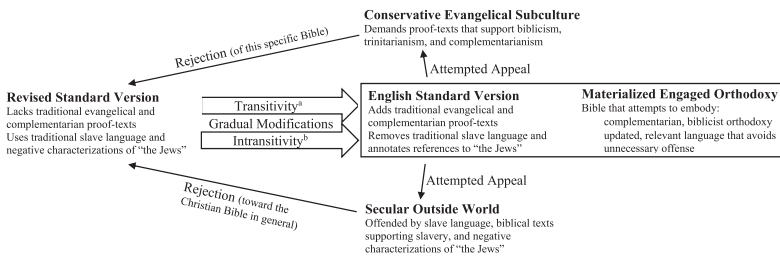 Conservative Evangelical Subculture
Demands proof-texts that support biblicism,
trinitarianism, and complementarianism
Rejection (of this specific Bible)
Attempted Appeal
Revised Standard Version
Lacks traditional evangelical and
complementarian proof-texts
Uses traditional slave language and
negative characterizations of “the Jews”
Transitivityᵃ
Gradual Modifications
Intransitivityᵇ
English Standard Version
Adds traditional evangelical and
complementarian proof-texts
Removes traditional slave language and
annotates references to “the Jews”
Materialized Engaged Orthodoxy
Bible that attempts to embody:
complementarian, biblicist orthodoxy
updated, relevant language that avoids
unnecessary offense
Attempted Appeal
Rejection (toward the
Christian Bible in general)
Secular Outside World
Offended by slave language, biblical texts
supporting slavery, and negative
characterizations of “the Jews”